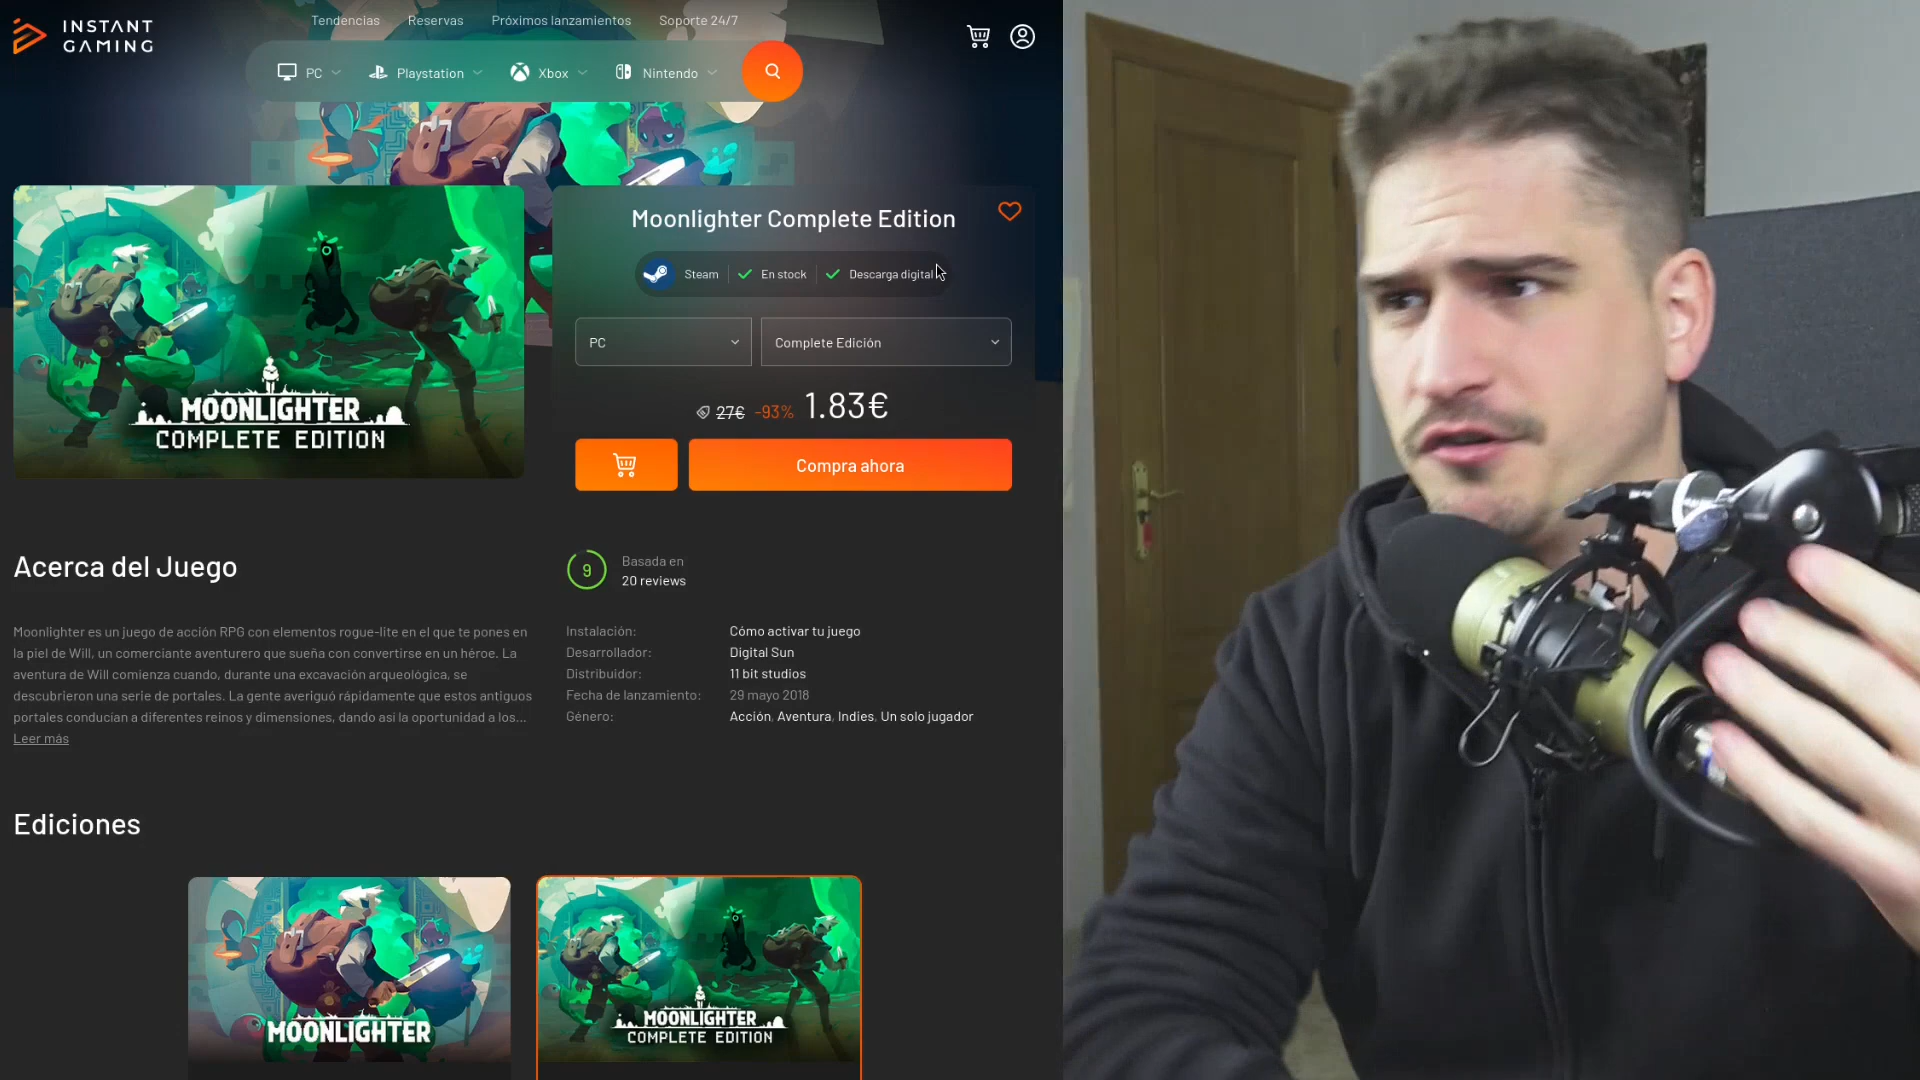 INSTANT
GAMING
Tendencias Reservas Próximos lanzamientos Soporte 24/7
PC Playstation Xbox Nintendo
MOONLIGHTER
COMPLETE EDITION
Moonlighter Complete Edition
Steam En stock Descarga digital
PC Complete Edición
27€ -93% 1.83€
Compra ahora
Acerca del Juego
Moonlighter es un juego de acción RPG con elementos rogue-lite en el que te pones en
la piel de Will, un comerciante aventurero que sueña con convertirse en un héroe. La
aventura de Will comienza cuando, durante una excavación arqueológica, se
descubrieron una serie de portales. La gente averiguó rápidamente que estos antiguos
portales conducían a diferentes reinos y dimensiones, dando así la oportunidad a los...
Leer más
9 Basada en
20 reviews
Instalación: Cómo activar tu juego
Desarrollador: Digital Sun
Distribuidor: 11 bit studios
Fecha de lanzamiento: 29 mayo 2018
Género: Acción, Aventura, Indies, Un solo jugador
Ediciones
MOONLIGHTER
MOONLIGHTER
COMPLETE EDITION